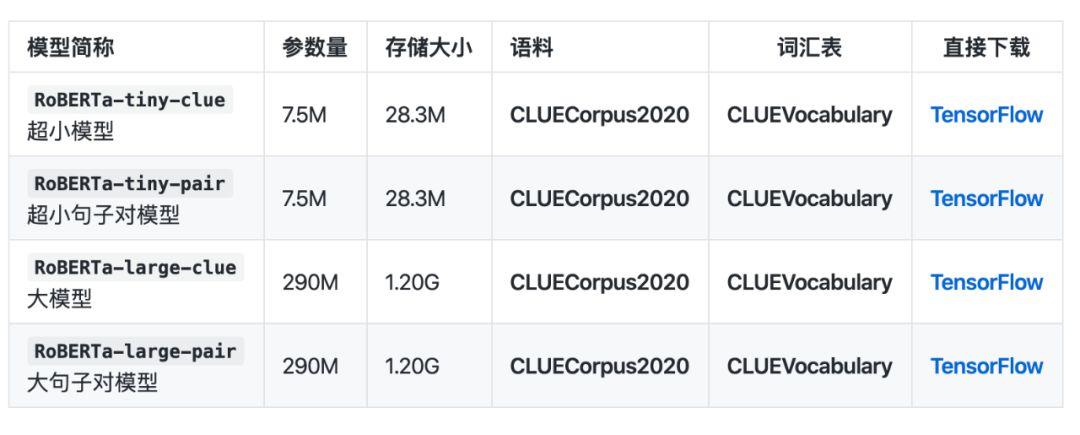 模型简称 参数量 存储大小 语料 词汇表 直接下载
RoBERTa-tiny-clue
超小模型 7.5M 28.3M CLUECorpus2020 CLUEVocabulary TensorFlow
RoBERTa-tiny-pair
超小句子对模型 7.5M 28.3M CLUECorpus2020 CLUEVocabulary TensorFlow
RoBERTa-large-clue
大模型 290M 1.20G CLUECorpus2020 CLUEVocabulary TensorFlow
RoBERTa-large-pair
大句子对模型 290M 1.20G CLUECorpus2020 CLUEVocabulary TensorFlow